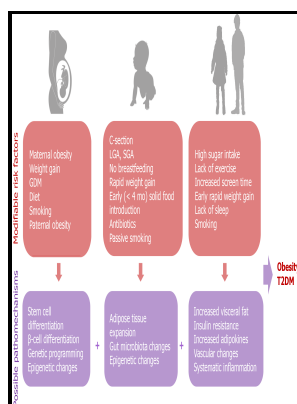 Modifiable risk factors
Maternal obesity
Weight gain
GDM
Diet
Smoking
Paternal obesity
C-section
LGA, SGA
No breastfeeding
Rapid weight gain
Early (< 4 mo) solid food
introduction
Antibiotics
Passive smoking
High sugar intake
Lack of exercise
Increased screen time
Early rapid weight gain
Lack of sleep
Smoking
Possible pathomechanisms
Stem cell
differentiation
β-cell differentiation
Genetic programming
Epigenetic changes
+
Adipose tissue
expansion
Gut microbiota changes
Epigenetic changes
+
Increased visceral fat
Insulin resistance
Increased adipokines
Vascular changes
Systematic inflammation
Obesity
T2DM